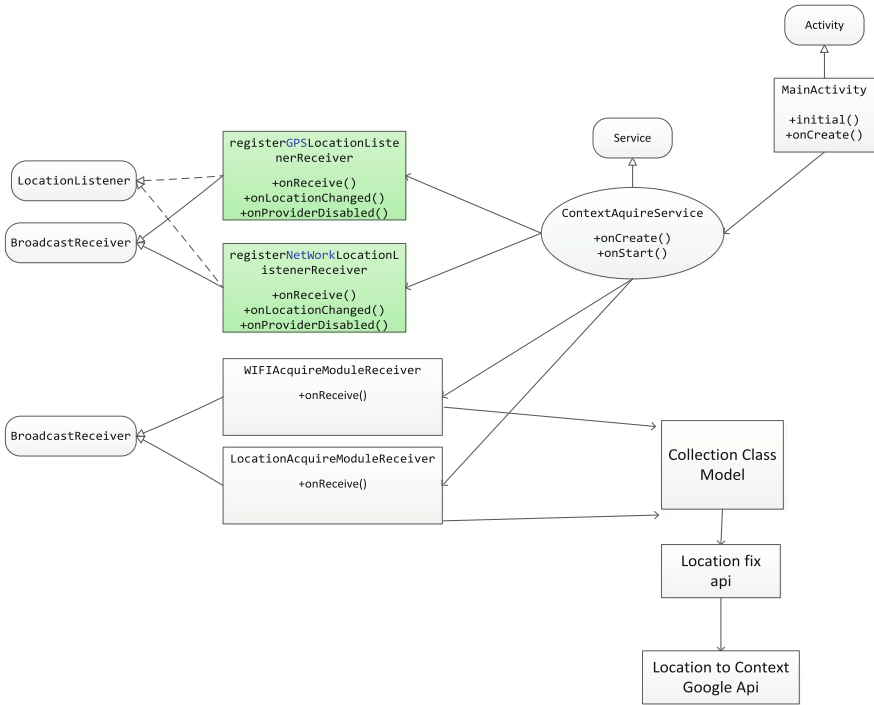 Activity
MainActivity
+initial()
+onCreate()
Service
registerGPSLocationListe
nerReceiver
+onReceive()
+onLocationChanged()
+onProviderDisabled()
LocationListener
BroadcastReceiver
ContextAquireService
+onCreate()
+onStart()
registerNetWorkLocationL
istenerReceiver
+onReceive()
+onLocationChanged()
+onProviderDisabled()
WIFIAcquireModuleReceiver
+onReceive()
BroadcastReceiver
LocationAcquireModuleReceiver
+onReceive()
Collection Class
Model
Location fix
api
Location to Context
Google Api